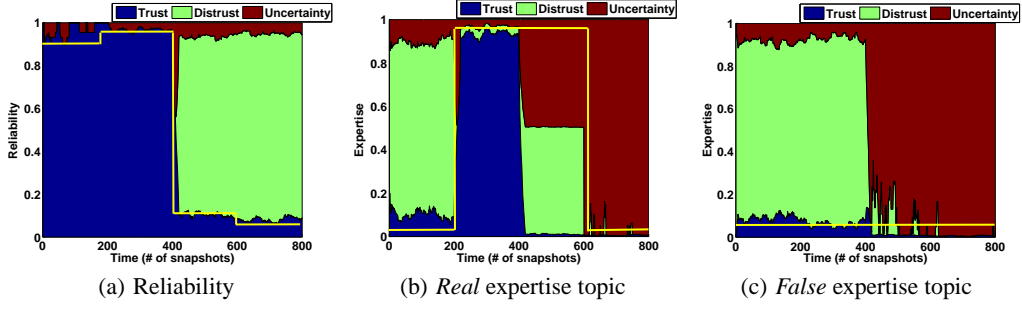 Trust Distrust Uncertainty
1
0.8
0.6
0.4
0.2
0
Reliability
0 200 400 600 800
Time (# of snapshots)
(a) Reliability
Trust Distrust Uncertainty
1
0.8
0.6
0.4
0.2
0
Expertise
0 200 400 600 800
Time (# of snapshots)
(b) Real expertise topic
Trust Distrust Uncertainty
1
0.8
0.6
0.4
0.2
0
Expertise
0 200 400 600 800
Time (# of snapshots)
(c) False expertise topic